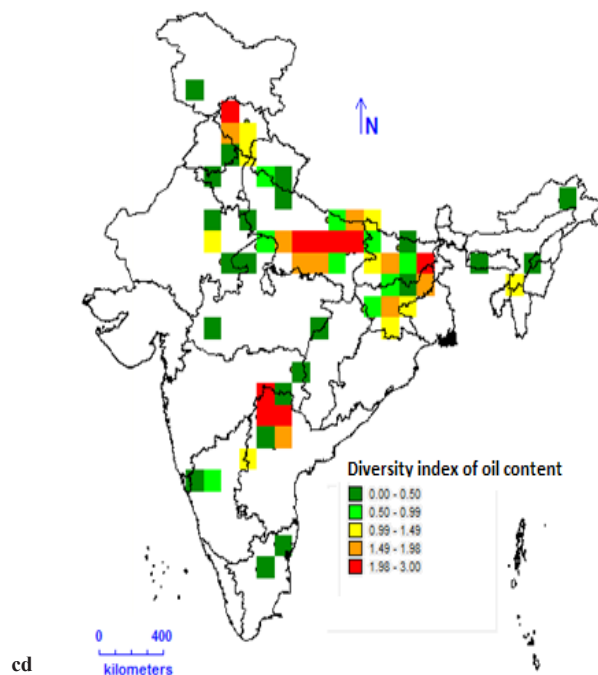 N
Diversity index of oil content
0.00 - 0.50
0.50 - 0.99
0.99 - 1.49
1.49 - 1.98
1.98 - 3.00
cd
0 400
kilometers